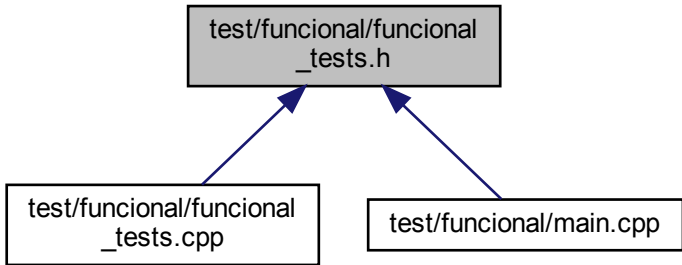 test/funcional/funcional
_tests.h
test/funcional/funcional
_tests.cpp
test/funcional/main.cpp